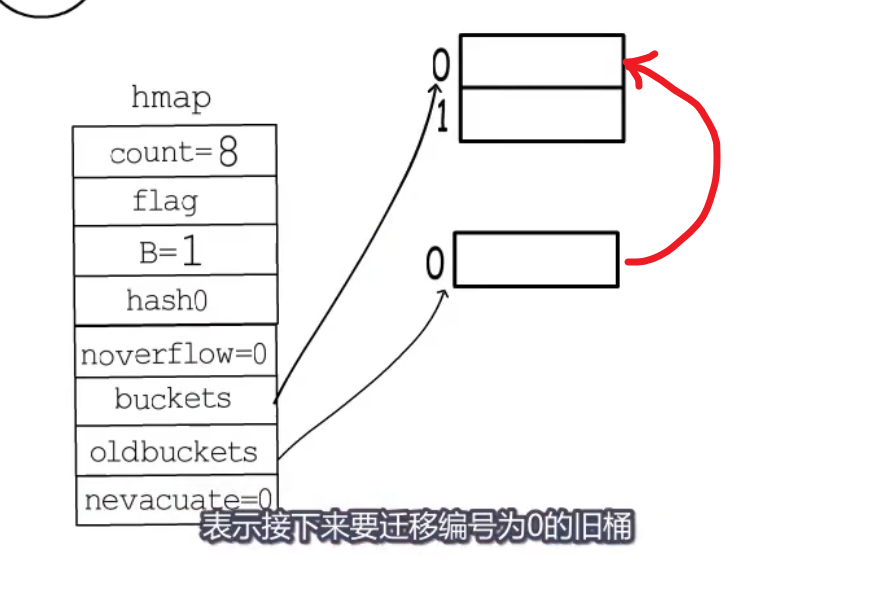 hmap
count=8
flag
B=1
hash0
noverflow=0
buckets
oldbuckets
nevacuate=0
0
1
0
表示接下来要迁移编号为0的旧桶